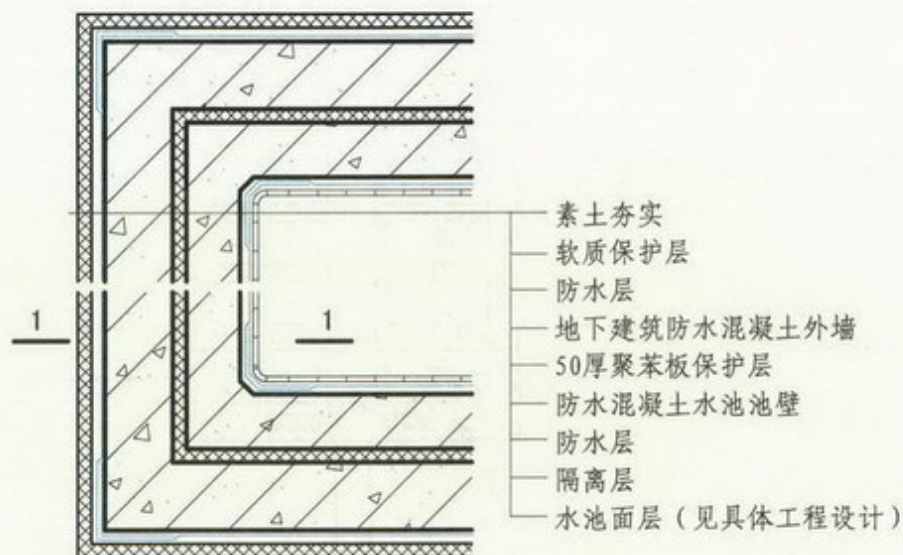 素土夯实
软质保护层
防水层
地下建筑防水混凝土外墙
50厚聚苯板保护层
防水混凝土水池池壁
防水层
隔离层
水池面层（见具体工程设计）
1 1